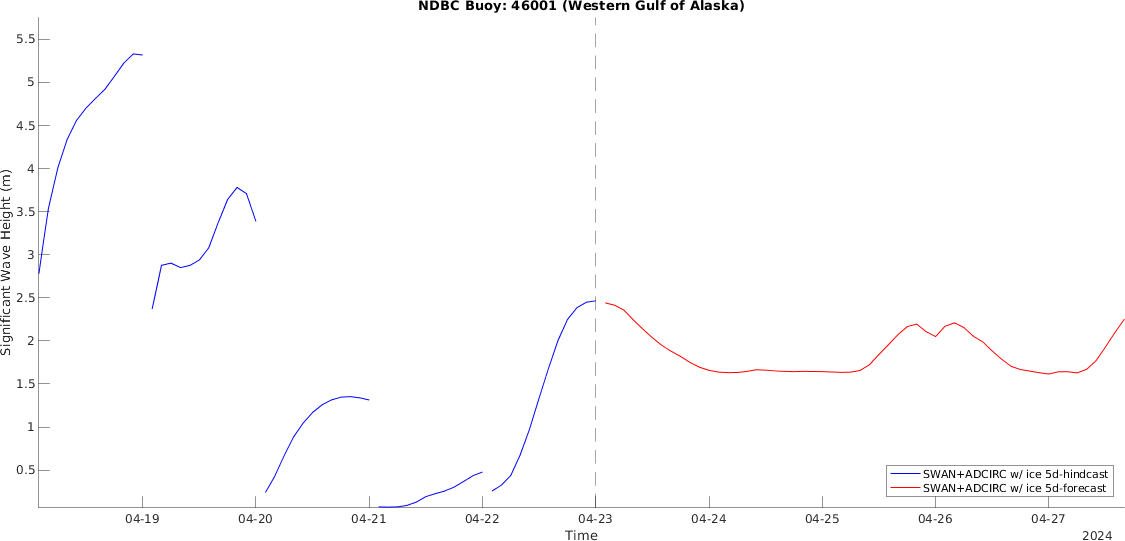 NDBC Buoy: 46001 (Western Gulf of Alaska)
Significant Wave Height (m)
5.5
5
4.5
4
3.5
3
2.5
2
1.5
1
0.5
SWAN+ADCIRC w/ ice 5d-hindcast
SWAN+ADCIRC w/ ice 5d-forecast
04-19 04-20 04-21 04-22 04-23 04-24 04-25 04-26 04-27
Time
2024